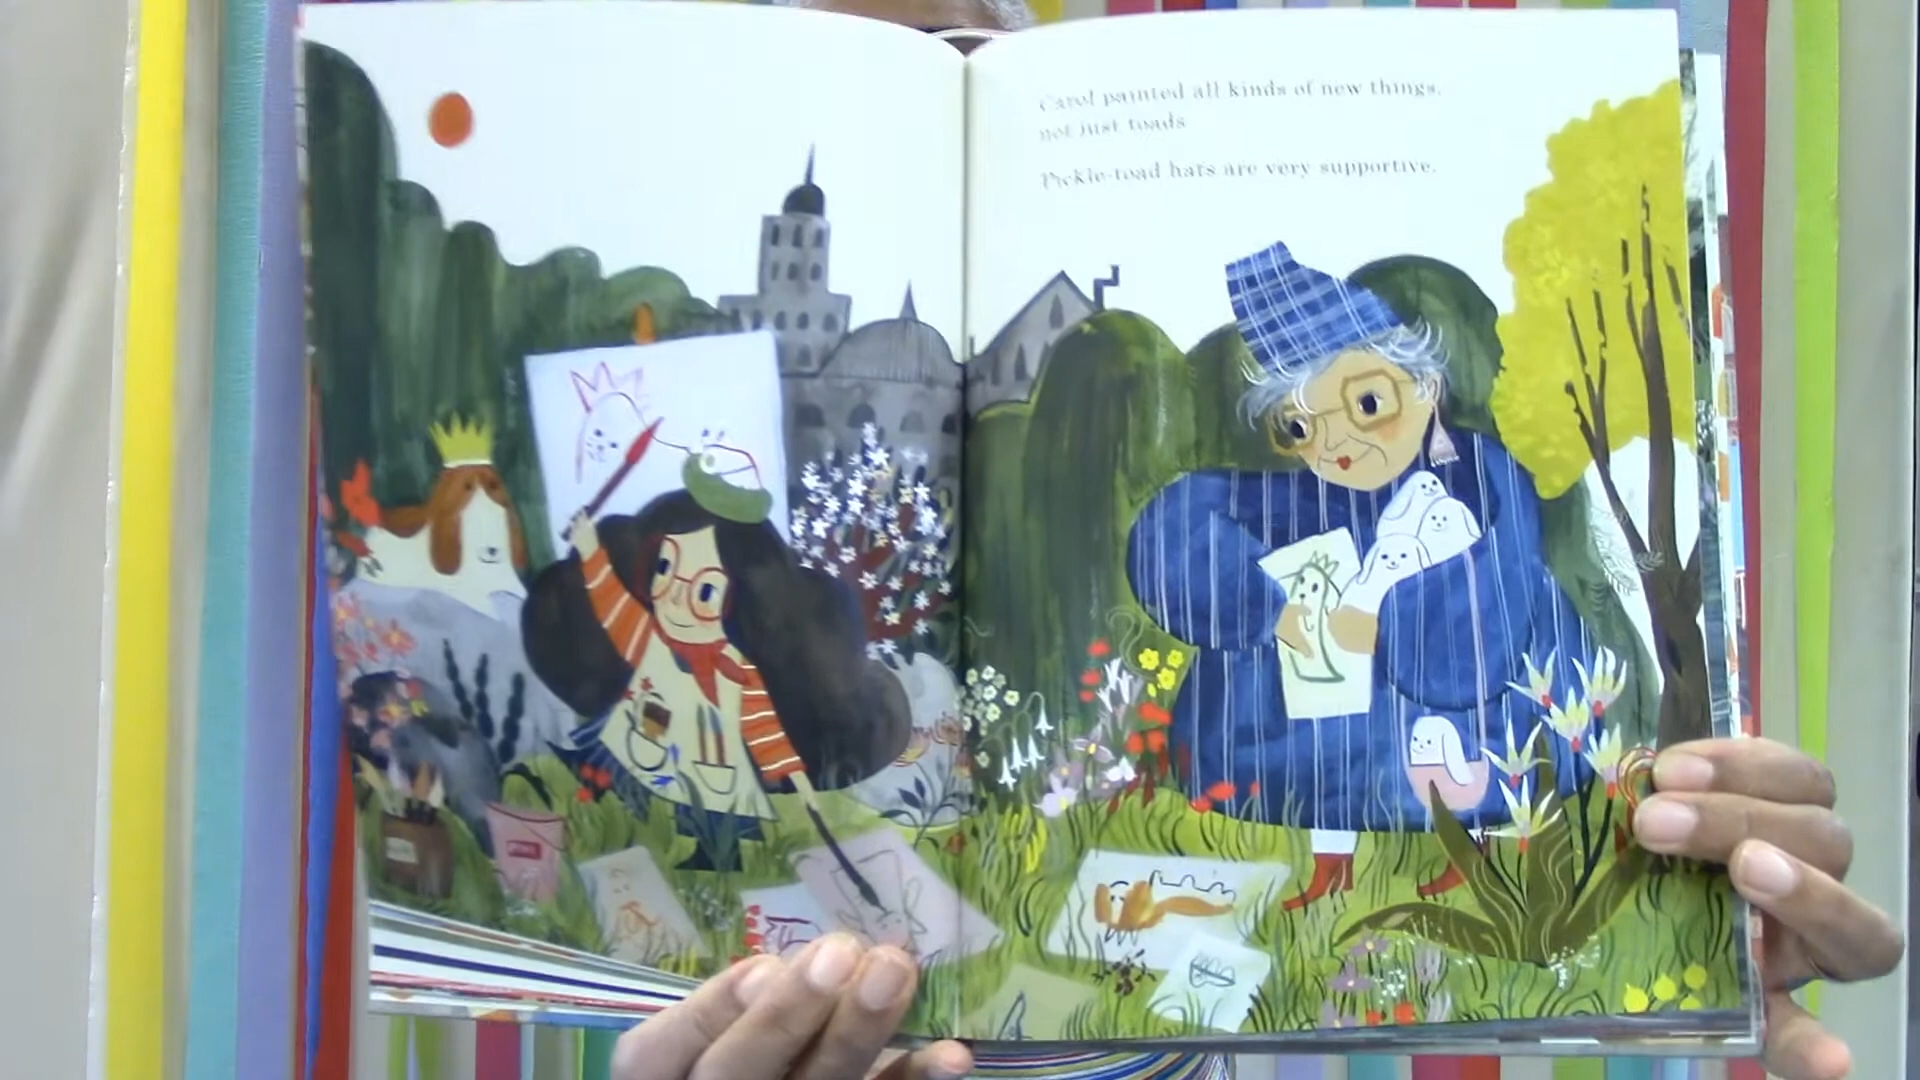 Carol painted all kinds of new things,
not just toads.
Pickle-toad hats are very supportive.